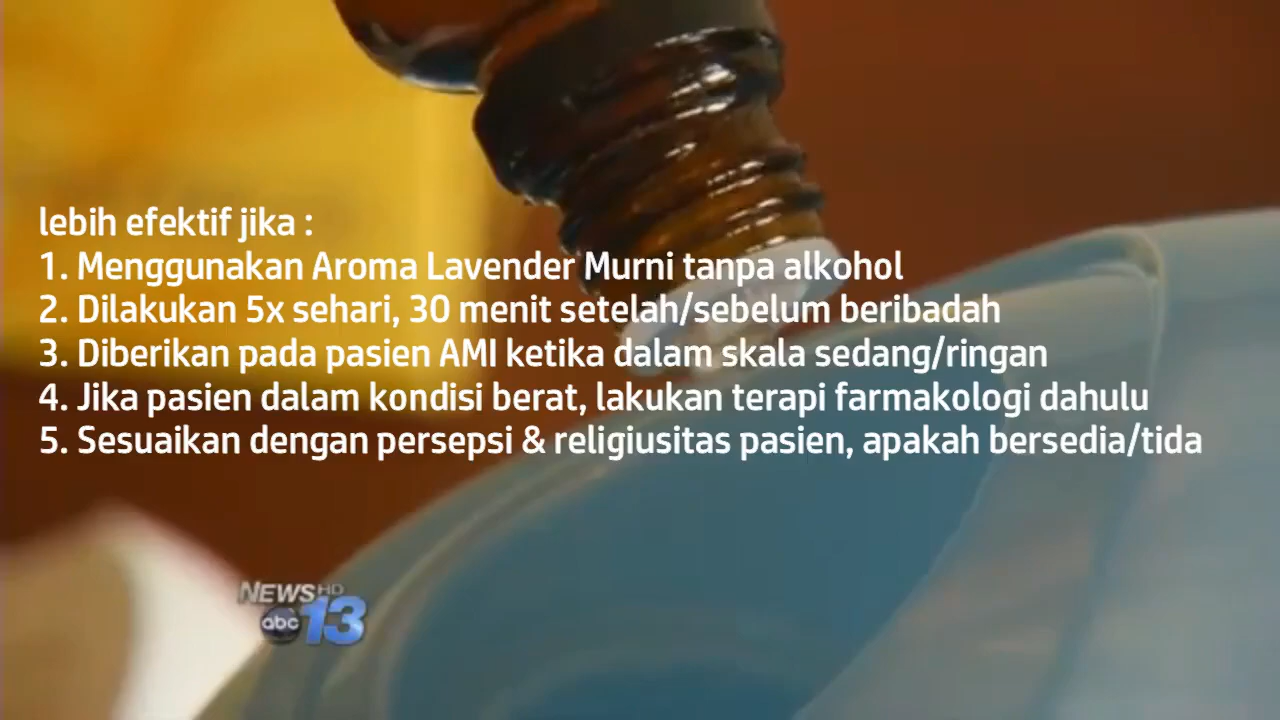 lebih efektif jika :
1. Menggunakan Aroma Lavender Murni tanpa alkohol
2. Dilakukan 5x sehari, 30 menit setelah/sebelum beribadah
3. Diberikan pada pasien AMI ketika dalam skala sedang/ringan
4. Jika pasien dalam kondisi berat, lakukan terapi farmakologi dahulu
5. Sesuaikan dengan persepsi & religiusitas pasien, apakah bersedia/tida
NEWS HD
abc 13